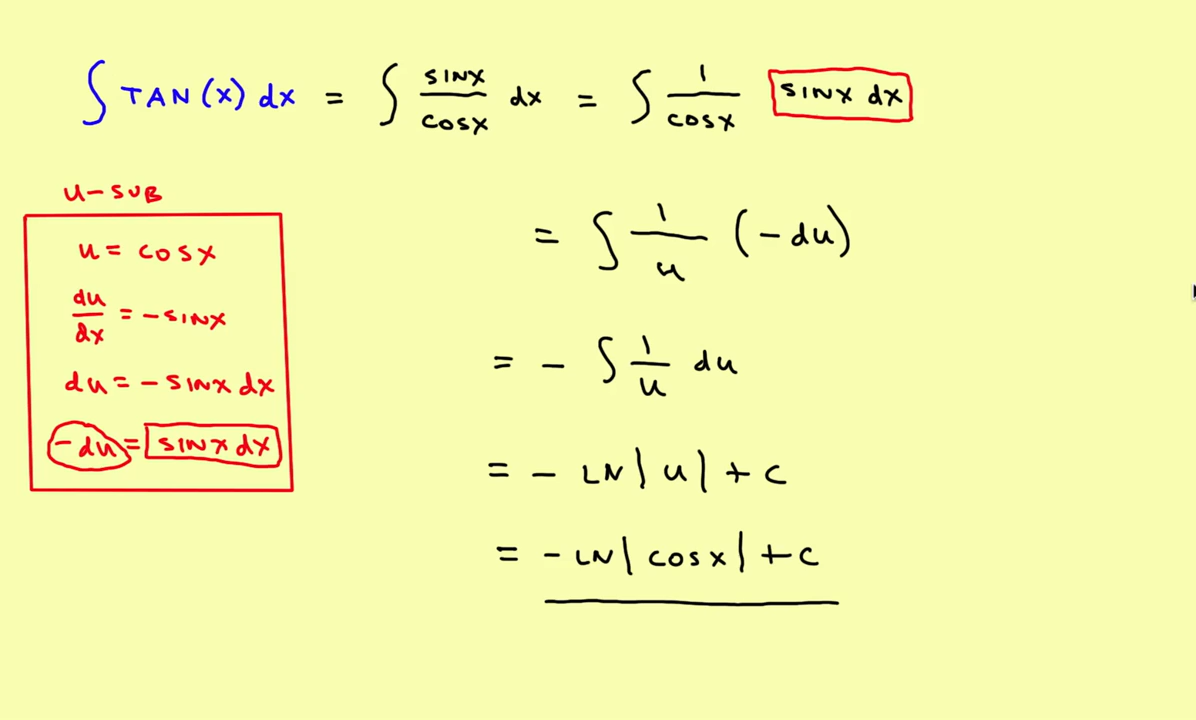 ∫ TAN(x) dx = ∫ SINX/COSX dx = ∫ 1/COSX SINX dx
U-SUB
u = COSX
du/dx = -SINX
du = -SINX dx
-du = SINX dx
= ∫ 1/u (-du)
= - ∫ 1/u du
= - LN|u| + C
= -LN|COSX| + C